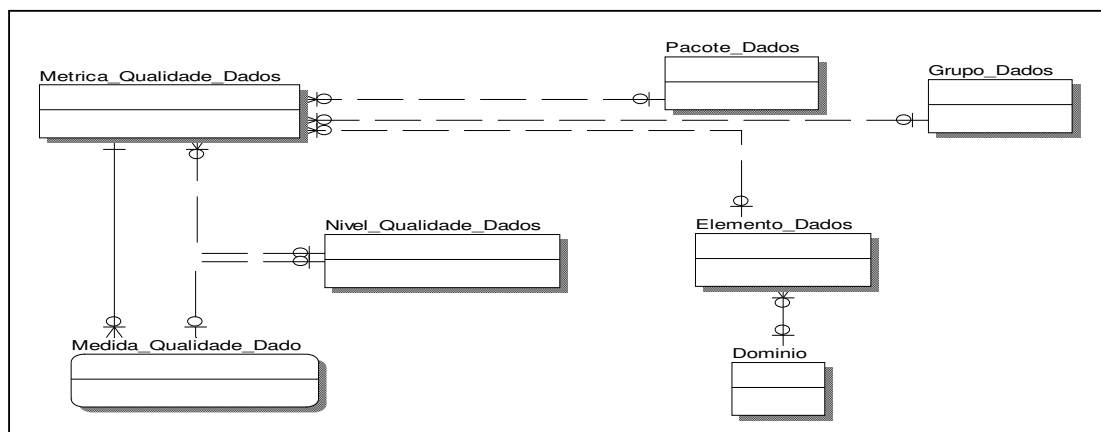 Pacote_Dados
Metrica_Qualidade_Dados
Grupo_Dados
Nivel_Qualidade_Dados
Elemento_Dados
Medida_Qualidade_Dado
Dominio